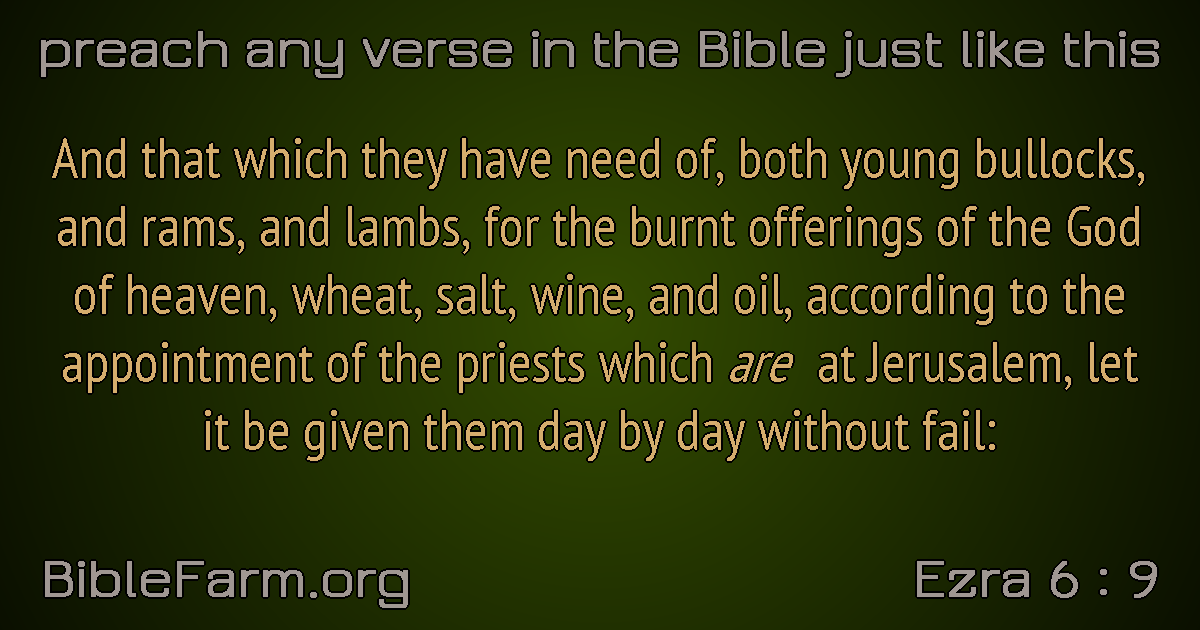 preach any verse in the Bible just like this
And that which they have need of, both young bullocks,
and rams, and lambs, for the burnt offerings of the God
of heaven, wheat, salt, wine, and oil, according to the
appointment of the priests which are at Jerusalem, let
it be given them day by day without fail:
BibleFarm.org
Ezra 6 : 9